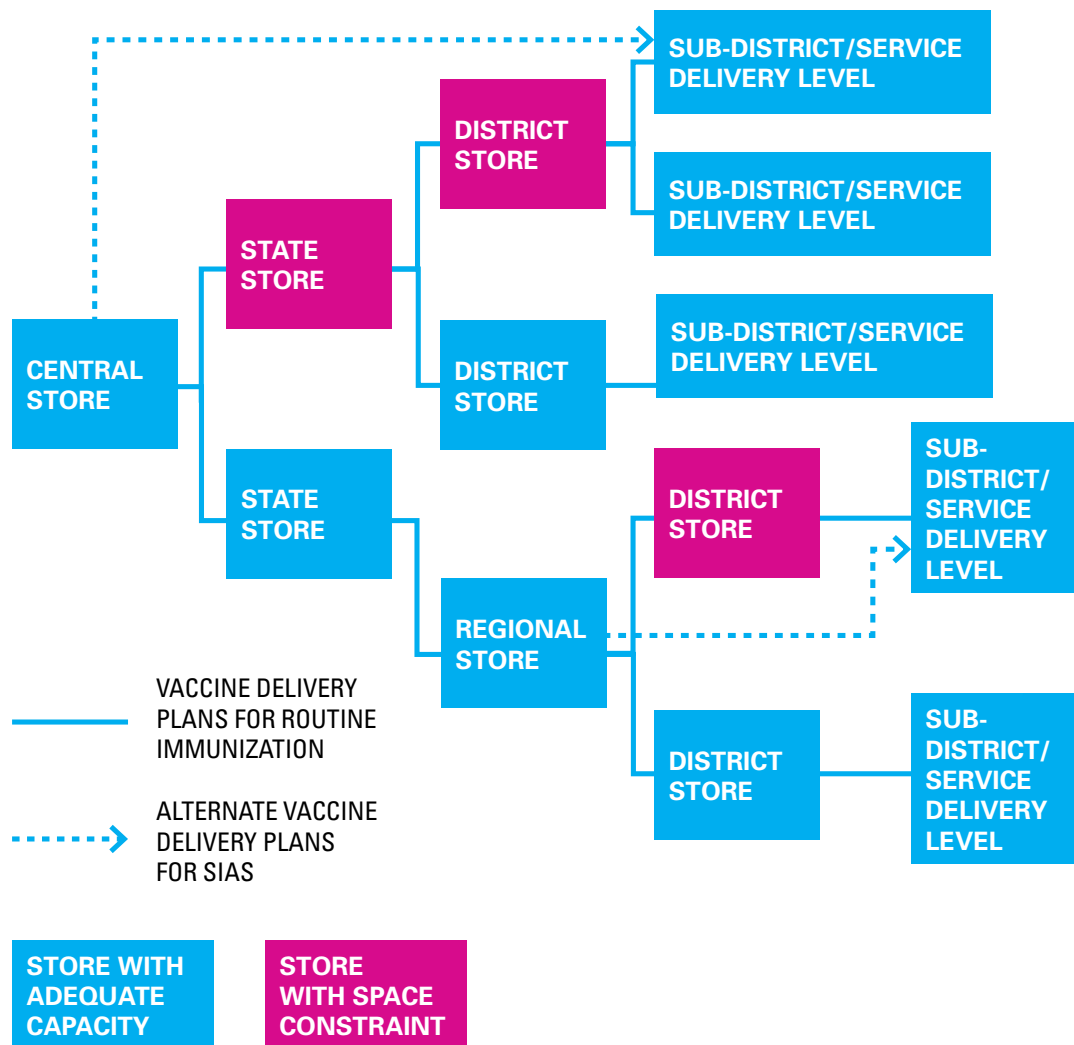 SUB-DISTRICT/SERVICE
DELIVERY LEVEL
DISTRICT
STORE
SUB-DISTRICT/SERVICE
DELIVERY LEVEL
STATE
STORE
CENTRAL
STORE
DISTRICT
STORE
SUB-DISTRICT/SERVICE
DELIVERY LEVEL
STATE
STORE
DISTRICT
STORE
SUB-
DISTRICT/
SERVICE
DELIVERY
LEVEL
REGIONAL
STORE
DISTRICT
STORE
SUB-
DISTRICT/
SERVICE
DELIVERY
LEVEL
VACCINE DELIVERY
PLANS FOR ROUTINE
IMMUNIZATION
ALTERNATE VACCINE
DELIVERY PLANS
FOR SIAS
STORE WITH
ADEQUATE
CAPACITY
STORE
WITH SPACE
CONSTRAINT